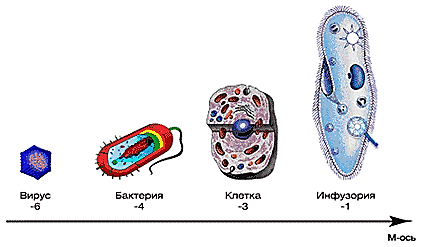 Вирус Бактерия Клетка Инфузория
-6 -4 -3 -1
М-ось